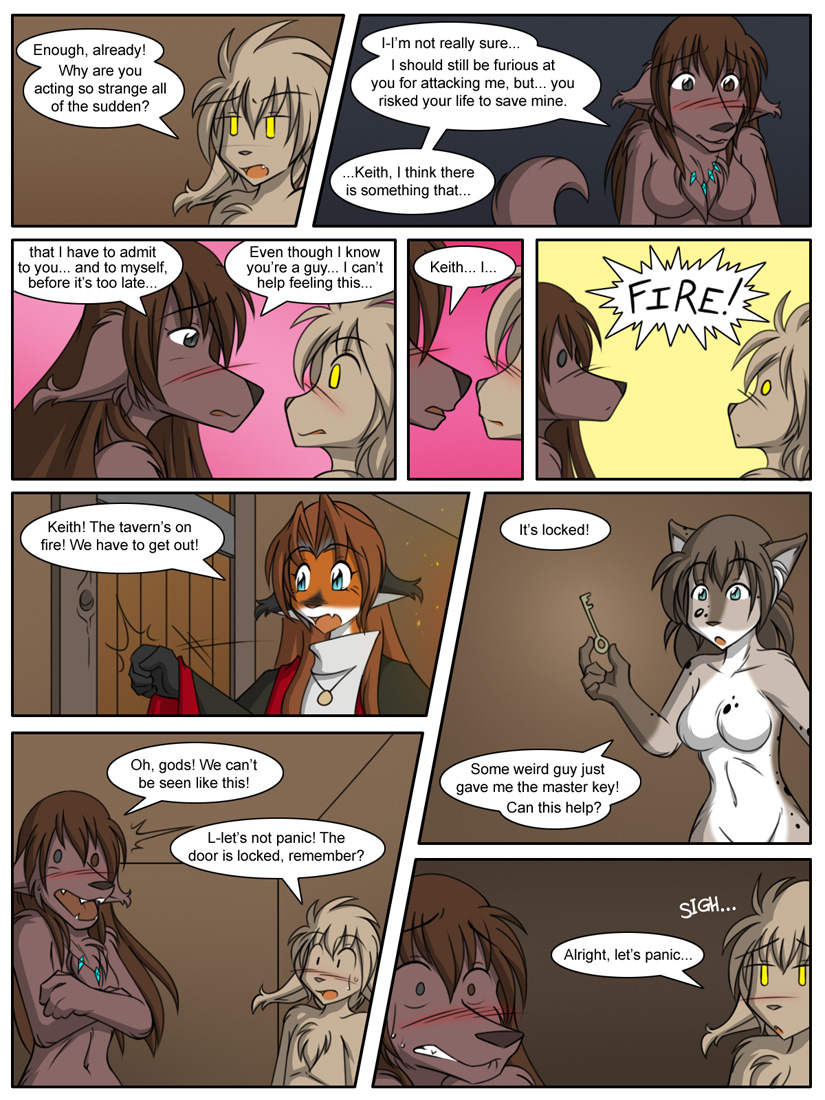 Enough, already!
Why are you
acting so strange all
of the sudden?
I-I'm not really sure...
I should still be furious at
you for attacking me, but... you
risked your life to save mine.
...Keith, I think there
is something that...
that I have to admit
to you... and to myself,
before it's too late...
Even though I know
you're a guy... I can't
help feeling this...
Keith... I...
FIRE!
Keith! The tavern's on
fire! We have to get out!
It's locked!
Some weird guy just
gave me the master key!
Can this help?
Oh, gods! We can't
be seen like this!
L-let's not panic! The
door is locked, remember?
SIGH...
Alright, let's panic...